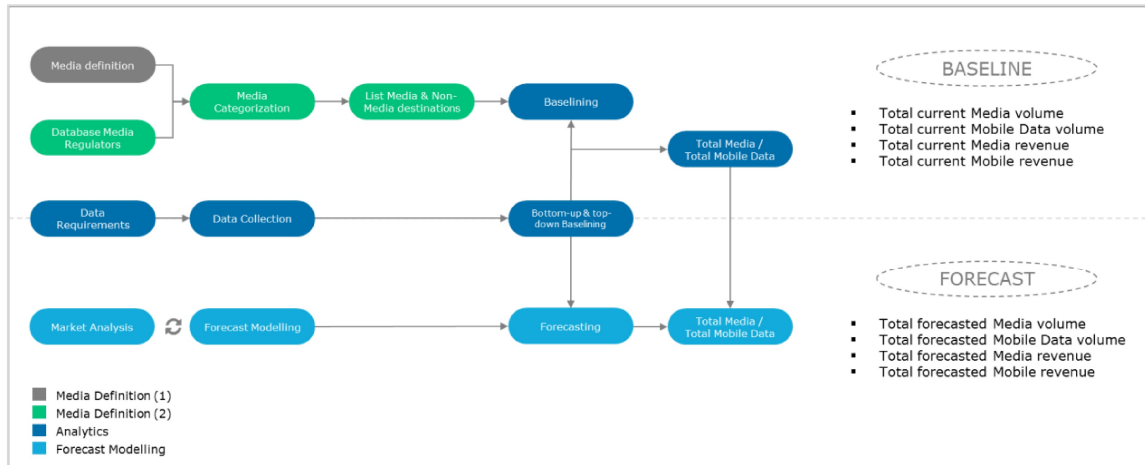 Media definition
BASELINE
Media
Categorization
List Media & Non-
Media destinations
Baselining
Database Media
Regulators
Total Media /
Total Mobile Data
▪ Total current Media volume
▪ Total current Mobile Data volume
▪ Total current Media revenue
▪ Total current Mobile revenue
Data
Requirements
Data Collection
Bottom-up & top-
down Baselining
FORECAST
Market Analysis
Forecast Modelling
Forecasting
Total Media /
Total Mobile Data
▪ Total forecasted Media volume
▪ Total forecasted Mobile Data volume
▪ Total forecasted Media revenue
▪ Total forecasted Mobile revenue
Media Definition (1)
Media Definition (2)
Analytics
Forecast Modelling